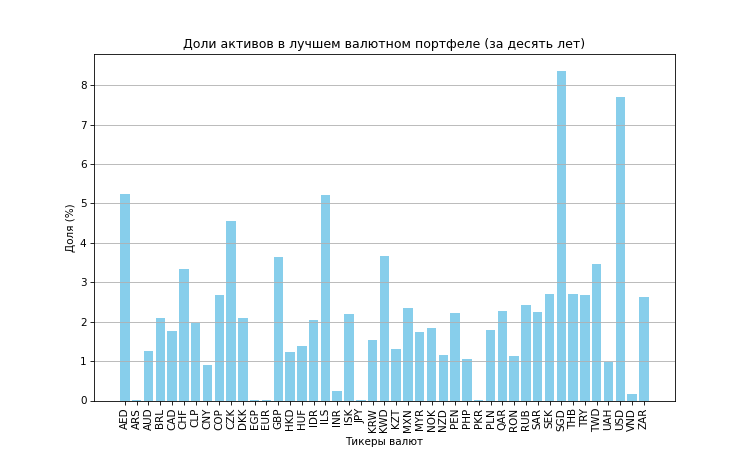 Доли активов в лучшем валютном портфеле (за десять лет)
Доля (%)
8
7
6
5
4
3
2
1
0
AED ARS AUD BRL CAD CHF CLP CNY COP CZK DKK EGP EUR GBP HKD HUF IDR ILS INR ISK JPY KRW KWD KZT MXN MYR NOK NZD PEN PHP PKR PLN QAR RON RUB SAR SEK SGD THB TRY TWD UAH USD VND ZAR
Тикеры валют